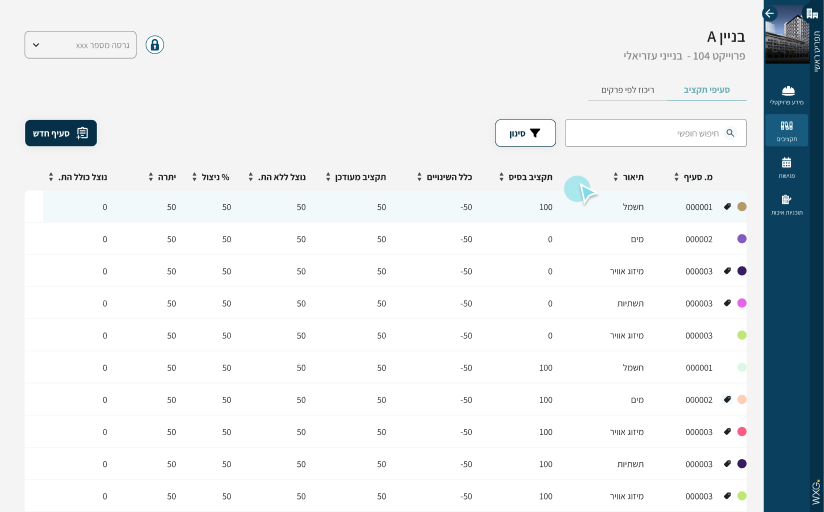 תפריט ראשי
בניין A
פרוייקט 104 - בנייני עזריאלי
גרסה מספר xxx
סעיפי תקציב
ריכוז לפי פרקים
חיפוש חופשי
סינון
סעיף חדש
מידע פרויקטלי
תקציבים
פגישות
תוכניות איכות
מ. סעיף תיאור תקציב בסיס כלל השינויים תקציב מעודכן נוצל ללא הת. % ניצול יתרה נוצל כולל הת.
000001 חשמל 100 -50 50 50 50 50 0
000002 מים 0 -50 50 50 50 50 0
000003 מיזוג אוויר 0 -50 50 50 50 50 0
000003 תשתיות 0 -50 50 50 50 50 0
000003 מיזוג אוויר 0 -50 50 50 50 50 0
000001 חשמל 100 -50 50 50 50 50 0
000002 מים 100 -50 50 50 50 50 0
000003 מיזוג אוויר 100 -50 50 50 50 50 0
000003 תשתיות 100 -50 50 50 50 50 0
000003 מיזוג אוויר 100 -50 50 50 50 50 0
WXG